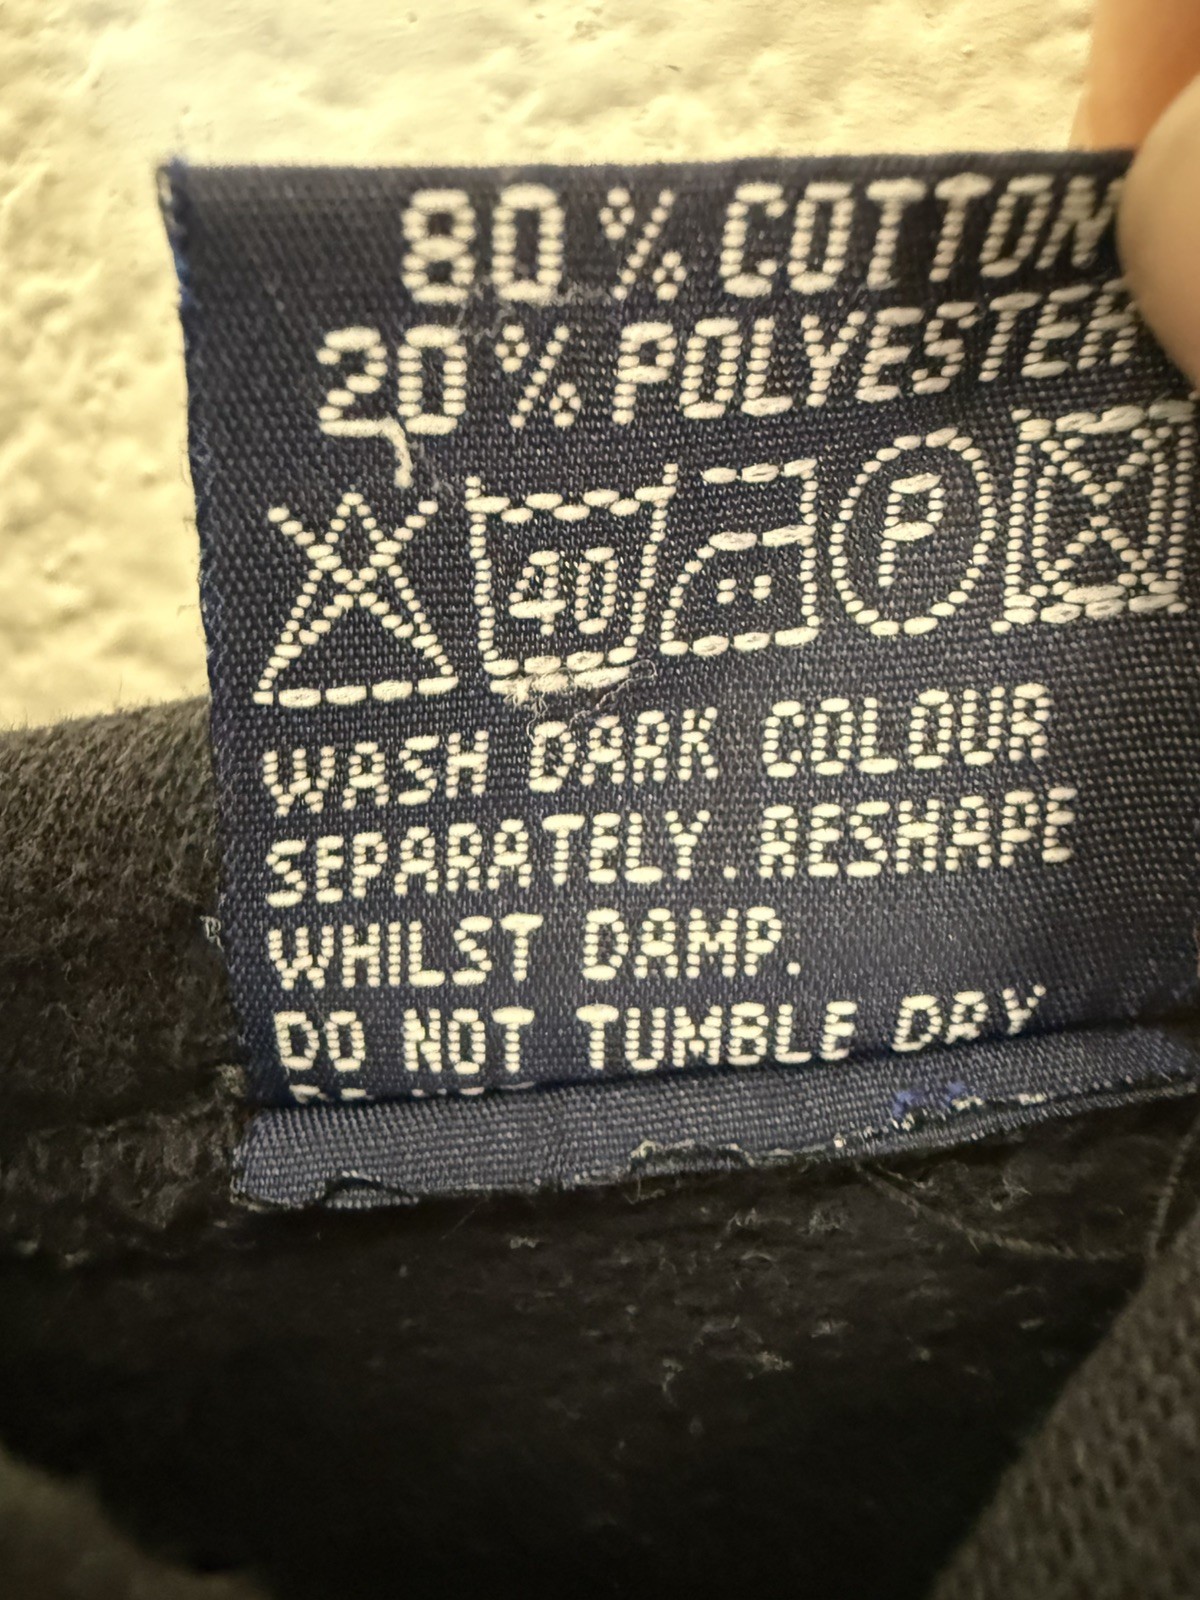 80% COTTON
20% POLYESTER
40 P
WASH DARK COLOUR
SEPARATELY.RESHAPE
WHILST DAMP.
DO NOT TUMBLE DRY